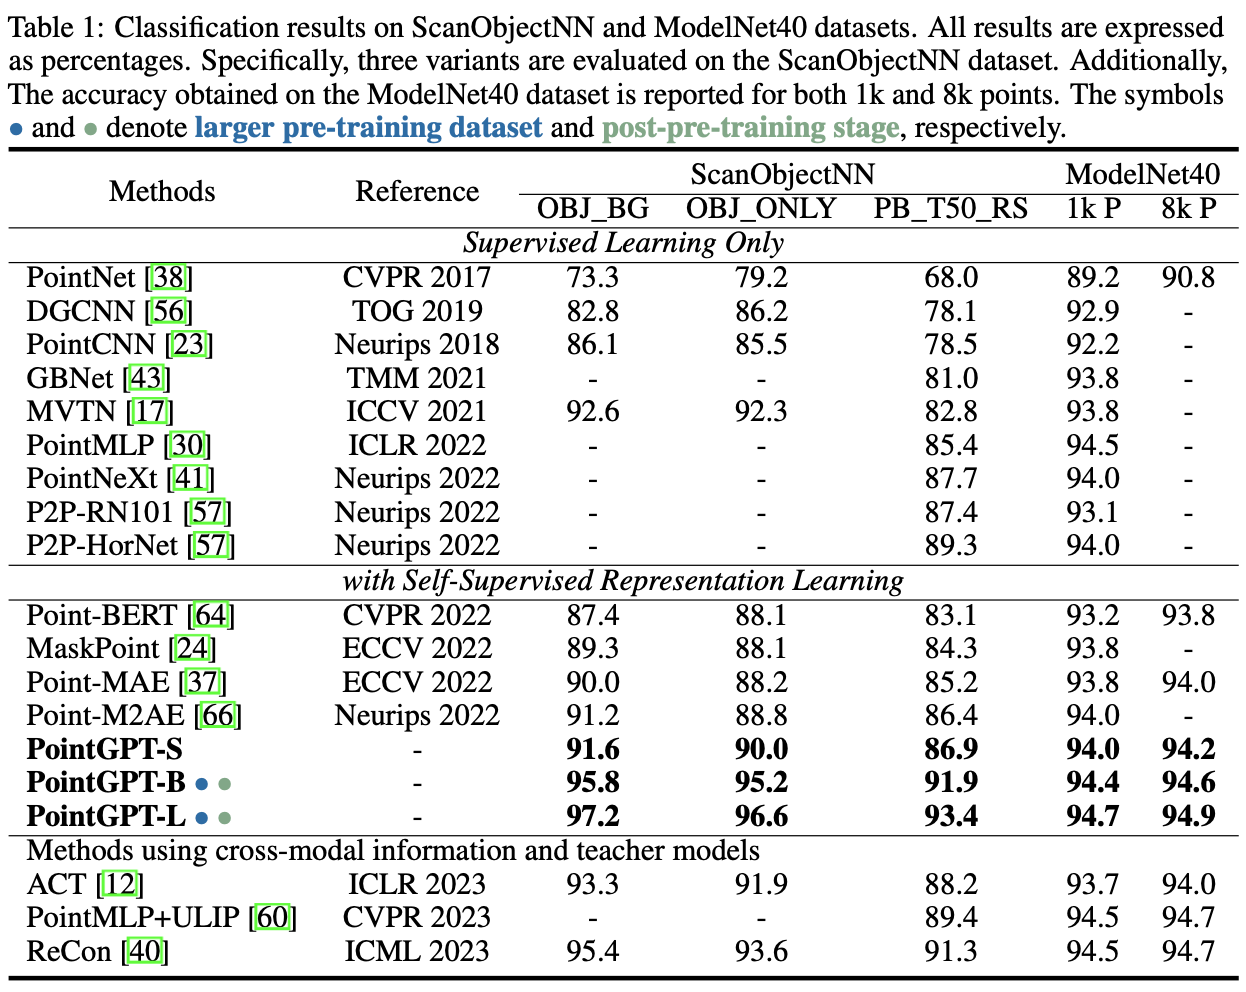 Table 1: Classification results on ScanObjectNN and ModelNet40 datasets. All results are expressed
as percentages. Specifically, three variants are evaluated on the ScanObjectNN dataset. Additionally,
The accuracy obtained on the ModelNet40 dataset is reported for both 1k and 8k points. The symbols
● and ● denote larger pre-training dataset and post-pre-training stage, respectively.
Methods Reference ScanObjectNN ModelNet40
OBJ_BG OBJ_ONLY PB_T50_RS 1k P 8k P
Supervised Learning Only
PointNet [38] CVPR 2017 73.3 79.2 68.0 89.2 90.8
DGCNN [56] TOG 2019 82.8 86.2 78.1 92.9 -
PointCNN [23] Neurips 2018 86.1 85.5 78.5 92.2 -
GBNet [43] TMM 2021 - - 81.0 93.8 -
MVTN [17] ICCV 2021 92.6 92.3 82.8 93.8 -
PointMLP [30] ICLR 2022 - - 85.4 94.5 -
PointNeXt [41] Neurips 2022 - - 87.7 94.0 -
P2P-RN101 [57] Neurips 2022 - - 87.4 93.1 -
P2P-HorNet [57] Neurips 2022 - - 89.3 94.0 -
with Self-Supervised Representation Learning
Point-BERT [64] CVPR 2022 87.4 88.1 83.1 93.2 93.8
MaskPoint [24] ECCV 2022 89.3 88.1 84.3 93.8 -
Point-MAE [37] ECCV 2022 90.0 88.2 85.2 93.8 94.0
Point-M2AE [66] Neurips 2022 91.2 88.8 86.4 94.0 -
PointGPT-S - 91.6 90.0 86.9 94.0 94.2
PointGPT-B ● ● - 95.8 95.2 91.9 94.4 94.6
PointGPT-L ● ● - 97.2 96.6 93.4 94.7 94.9
Methods using cross-modal information and teacher models
ACT [12] ICLR 2023 93.3 91.9 88.2 93.7 94.0
PointMLP+ULIP [60] CVPR 2023 - - 89.4 94.5 94.7
ReCon [40] ICML 2023 95.4 93.6 91.3 94.5 94.7